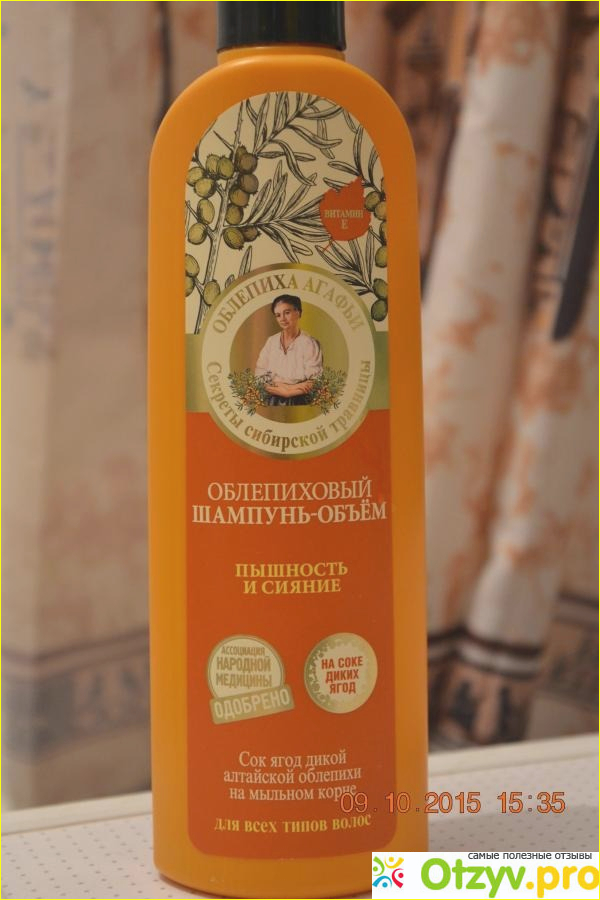 ВИТАМИН
Е
ОБЛЕПИХА АГАФЬИ
Секреты сибирской травницы
ОБЛЕПИХОВЫЙ
ШАМПУНЬ-ОБЪЁМ
ПЫШНОСТЬ
И СИЯНИЕ
АССОЦИАЦИЯ
НАРОДНОЙ
МЕДИЦИНЫ
ОДОБРЕНО
НА СОКЕ
ДИКИХ
ЯГОД
Сок ягод дикой
алтайской облепихи
на мыльном корне
для всех типов волос
09.10.2015 15:35
самые полезные отзывы
Otzyv.pro